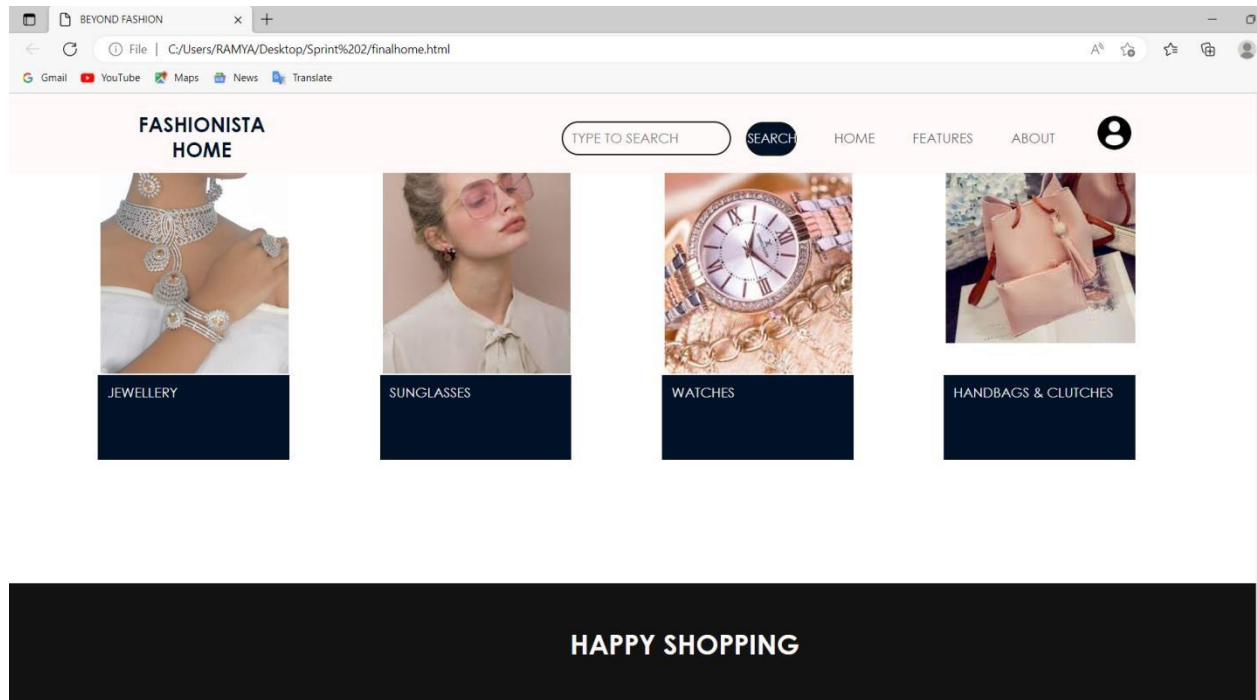 BEYOND FASHION
File | C:/Users/RAMYA/Desktop/Sprint%202/finalhome.html
Gmail YouTube Maps News Translate
FASHIONISTA
HOME
TYPE TO SEARCH SEARCH HOME FEATURES ABOUT
JEWELLERY SUNGLASSES WATCHES HANDBAGS & CLUTCHES
HAPPY SHOPPING